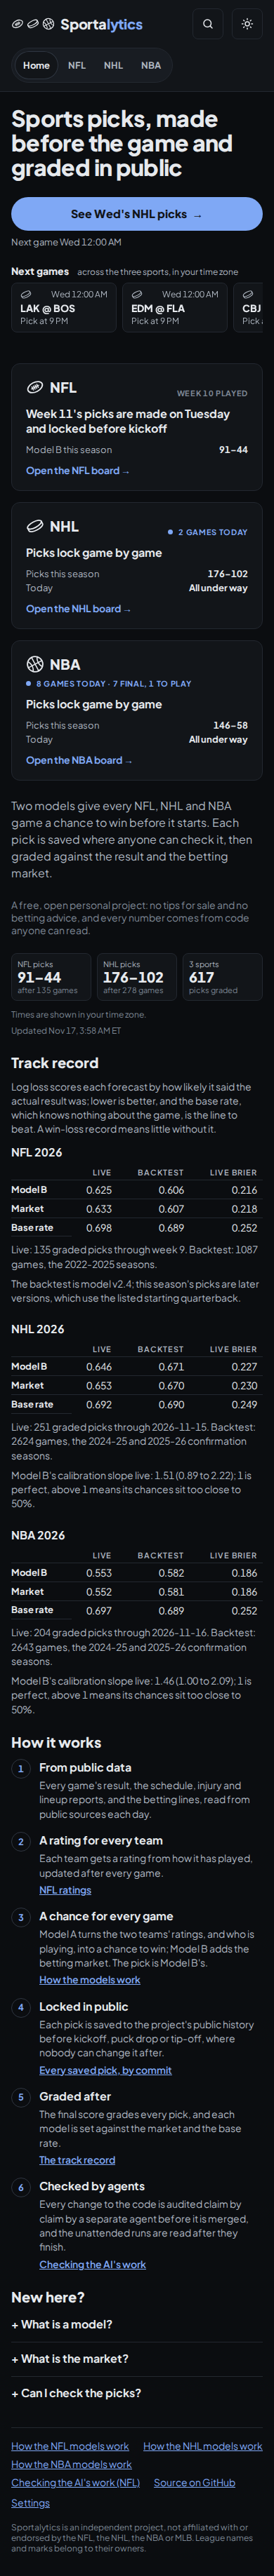 Sportalytics
Home NFL NHL NBA
Sports picks, made
before the game and
graded in public
See Wed's NHL picks →
Next game Wed 12:00 AM
Next games across the three sports, in your time zone
Wed 12:00 AM
LAK @ BOS
Pick at 9 PM
Wed 12:00 AM
EDM @ FLA
Pick at 9 PM
CBJ
Pick a
NFL
WEEK 10 PLAYED
Week 11's picks are made on Tuesday
and locked before kickoff
Model B this season 91–44
Open the NFL board →
NHL
2 GAMES TODAY
Picks lock game by game
Picks this season 176–102
Today All under way
Open the NHL board →
NBA
8 GAMES TODAY · 7 FINAL, 1 TO PLAY
Picks lock game by game
Picks this season 146–58
Today All under way
Open the NBA board →
Two models give every NFL, NHL and NBA
game a chance to win before it starts. Each
pick is saved where anyone can check it, then
graded against the result and the betting
market.
A free, open personal project: no tips for sale and no
betting advice, and every number comes from code
anyone can read.
NFL picks
91–44
after 135 games
NHL picks
176–102
after 278 games
3 sports
617
picks graded
Times are shown in your time zone.
Updated Nov 17, 3:58 AM ET
Track record
Log loss scores each forecast by how likely it said the
actual result was; lower is better, and the base rate,
which knows nothing about the game, is the line to
beat. A win-loss record means little without it.
NFL 2026
LIVE BACKTEST LIVE BRIER
Model B 0.625 0.606 0.216
Market 0.633 0.607 0.218
Base rate 0.698 0.689 0.252
Live: 135 graded picks through week 9. Backtest: 1087
games, the 2022-2025 seasons.
The backtest is model v2.4; this season's picks are later
versions, which use the listed starting quarterback.
NHL 2026
LIVE BACKTEST LIVE BRIER
Model B 0.646 0.671 0.227
Market 0.653 0.670 0.230
Base rate 0.692 0.690 0.249
Live: 251 graded picks through 2026-11-15. Backtest:
2624 games, the 2024-25 and 2025-26 confirmation
seasons.
Model B's calibration slope live: 1.51 (0.89 to 2.22); 1 is
perfect, above 1 means its chances sit too close to
50%.
NBA 2026
LIVE BACKTEST LIVE BRIER
Model B 0.553 0.582 0.186
Market 0.552 0.581 0.186
Base rate 0.697 0.689 0.252
Live: 204 graded picks through 2026-11-16. Backtest:
2643 games, the 2024-25 and 2025-26 confirmation
seasons.
Model B's calibration slope live: 1.46 (1.00 to 2.09); 1 is
perfect, above 1 means its chances sit too close to
50%.
How it works
1 From public data
Every game's result, the schedule, injury and
lineup reports, and the betting lines, read from
public sources each day.
2 A rating for every team
Each team gets a rating from how it has played,
updated after every game.
NFL ratings
3 A chance for every game
Model A turns the two teams' ratings, and who is
playing, into a chance to win; Model B adds the
betting market. The pick is Model B's.
How the models work
4 Locked in public
Each pick is saved to the project's public history
before kickoff, puck drop or tip-off, where
nobody can change it after.
Every saved pick, by commit
5 Graded after
The final score grades every pick, and each
model is set against the market and the base
rate.
The track record
6 Checked by agents
Every change to the code is audited claim by
claim by a separate agent before it is merged,
and the unattended runs are read after they
finish.
Checking the AI's work
New here?
+ What is a model?
+ What is the market?
+ Can I check the picks?
How the NFL models work How the NHL models work
How the NBA models work
Checking the AI's work (NFL) Source on GitHub
Settings
Sportalytics is an independent project, not affiliated with or
endorsed by the NFL, the NHL, the NBA or MLB. League names
and marks belong to their owners.